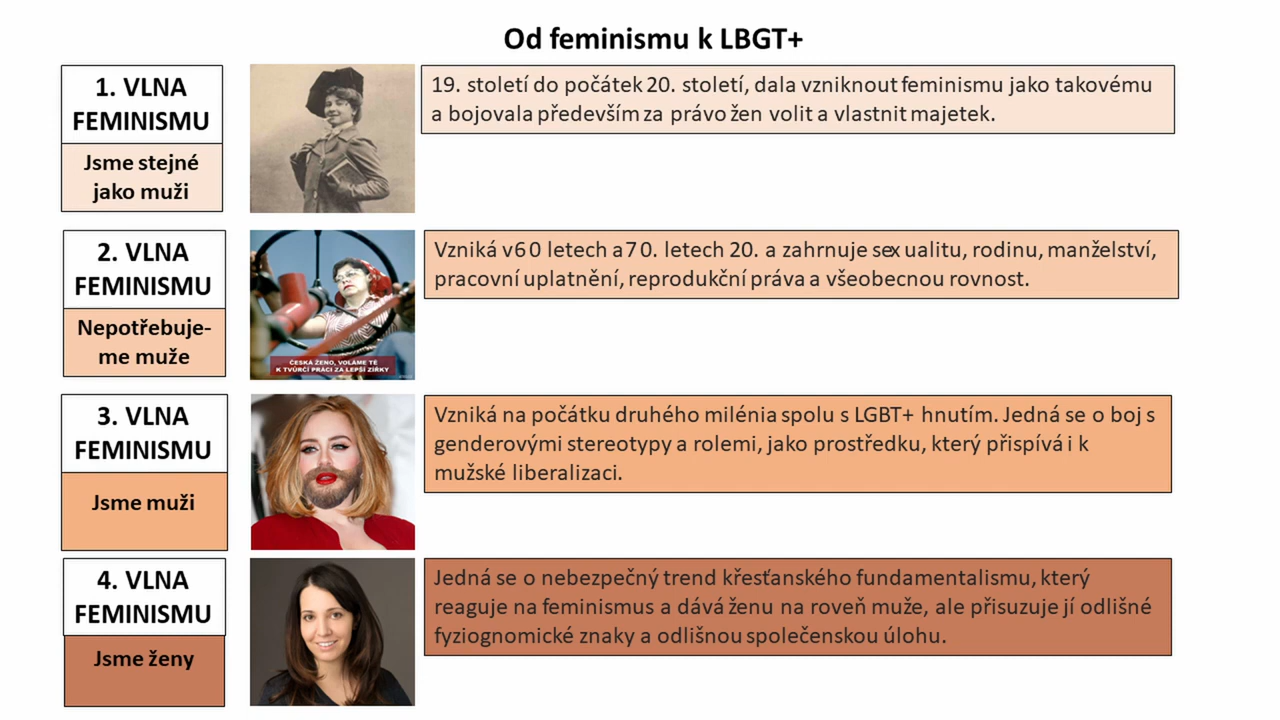 Od feminismu k LBGT+
1. VLNA
FEMINISMU
Jsme stejné
jako muži
19. století do počátek 20. století, dala vzniknout feminismu jako takovému
a bojovala především za právo žen volit a vlastnit majetek.
2. VLNA
FEMINISMU
Nepotřebuje-
me muže
ČESKÁ ŽENO, VOLÁME TĚ
K TVŮRČÍ PRÁCI ZA LEPŠÍ ZÍTŘKY
Vzniká v 60 letech a 70. letech 20. a zahrnuje sexualitu, rodinu, manželství,
pracovní uplatnění, reprodukční práva a všeobecnou rovnost.
3. VLNA
FEMINISMU
Jsme muži
Vzniká na počátku druhého milénia spolu s LGBT+ hnutím. Jedná se o boj s
genderovými stereotypy a rolemi, jako prostředku, který přispívá i k
mužské liberalizaci.
4. VLNA
FEMINISMU
Jsme ženy
Jedná se o nebezpečný trend křesťanského fundamentalismu, který
reaguje na feminismus a dává ženu na roveň muže, ale přisuzuje jí odlišné
fyziognomické znaky a odlišnou společenskou úlohu.